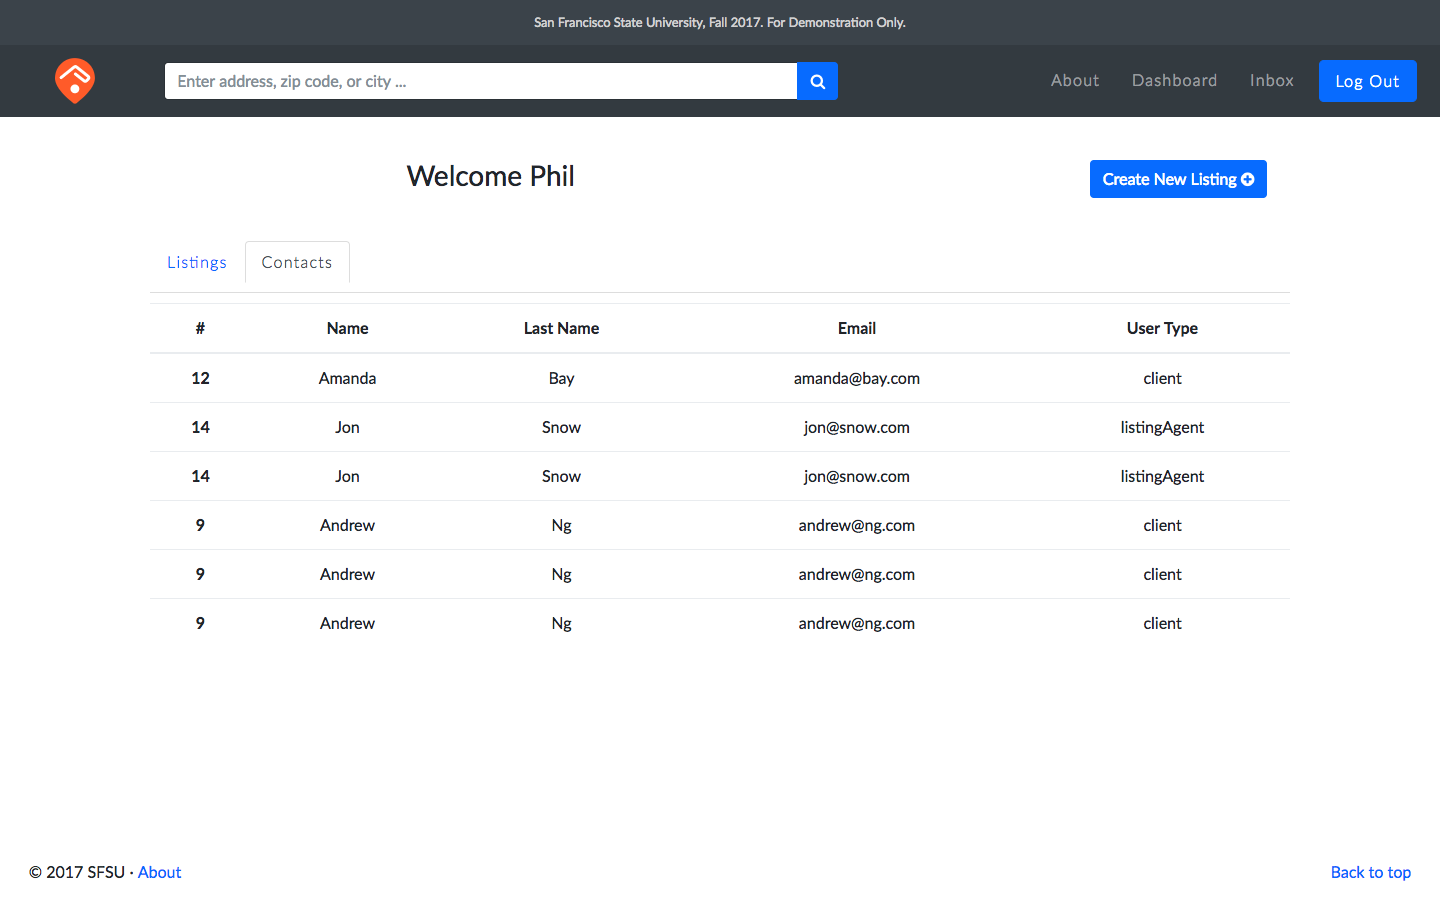 San Francisco State University, Fall 2017. For Demonstration Only.
Enter address, zip code, or city ...
About Dashboard Inbox Log Out
Welcome Phil
Create New Listing
Listings Contacts
# Name Last Name Email User Type
12 Amanda Bay amanda@bay.com client
14 Jon Snow jon@snow.com listingAgent
14 Jon Snow jon@snow.com listingAgent
9 Andrew Ng andrew@ng.com client
9 Andrew Ng andrew@ng.com client
9 Andrew Ng andrew@ng.com client
© 2017 SFSU · About
Back to top